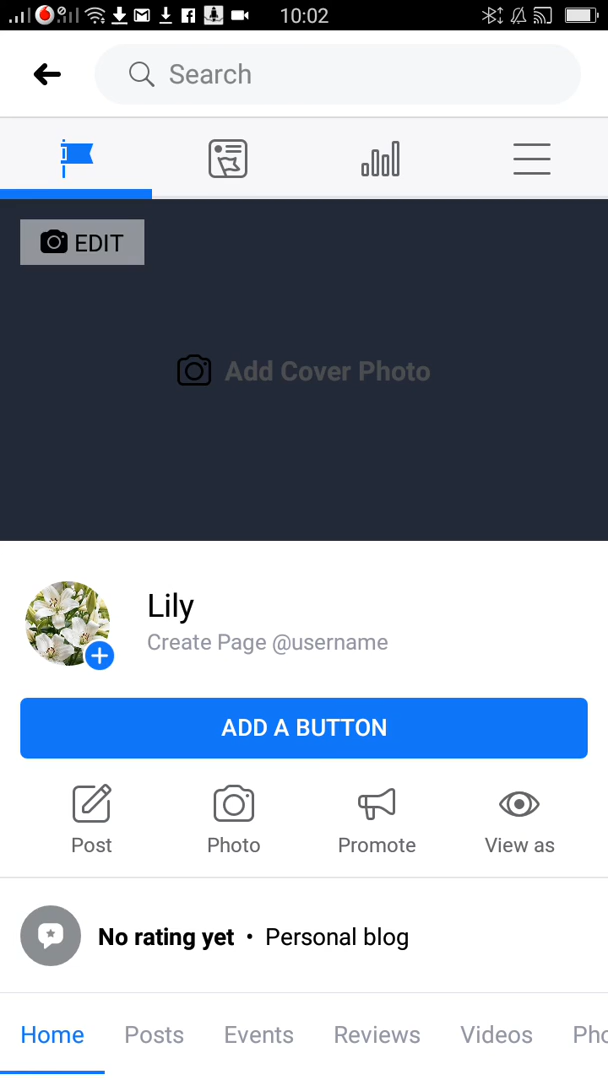 10:02
Search
EDIT
Add Cover Photo
Lily
Create Page @username
ADD A BUTTON
Post Photo Promote View as
No rating yet • Personal blog
Home Posts Events Reviews Videos Pho